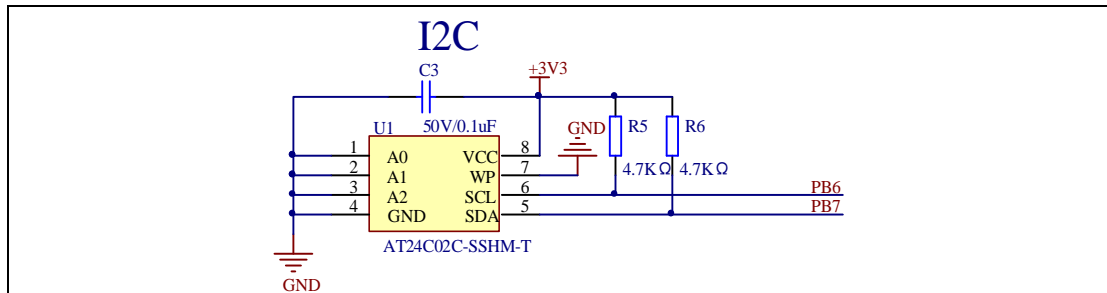 I2C
C3
+3V3
U1
50V/0.1uF
GND
R5
R6
1 A0 VCC 8
2 A1 WP 7
4.7KΩ 4.7KΩ
3 A2 SCL 6 PB6
4 GND SDA 5 PB7
AT24C02C-SSHM-T
GND